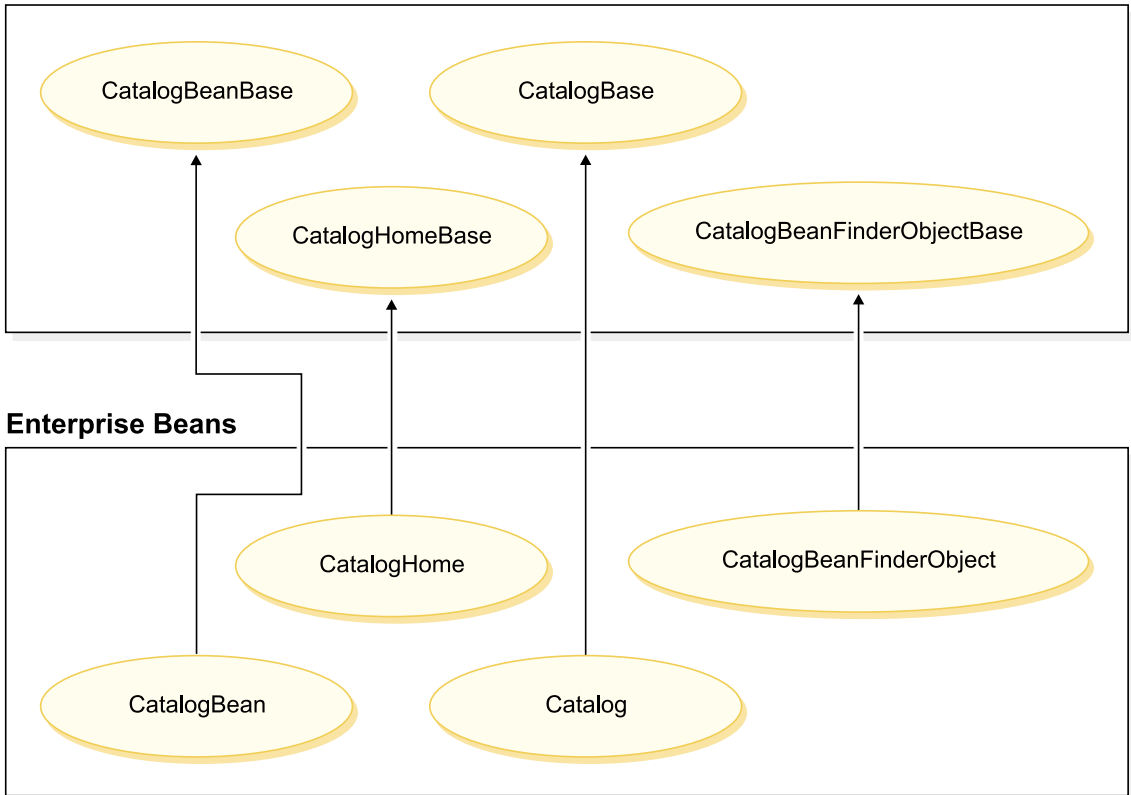 CatalogBeanBase
CatalogBase
CatalogHomeBase
CatalogBeanFinderObjectBase
Enterprise Beans
CatalogHome
CatalogBeanFinderObject
CatalogBean
Catalog